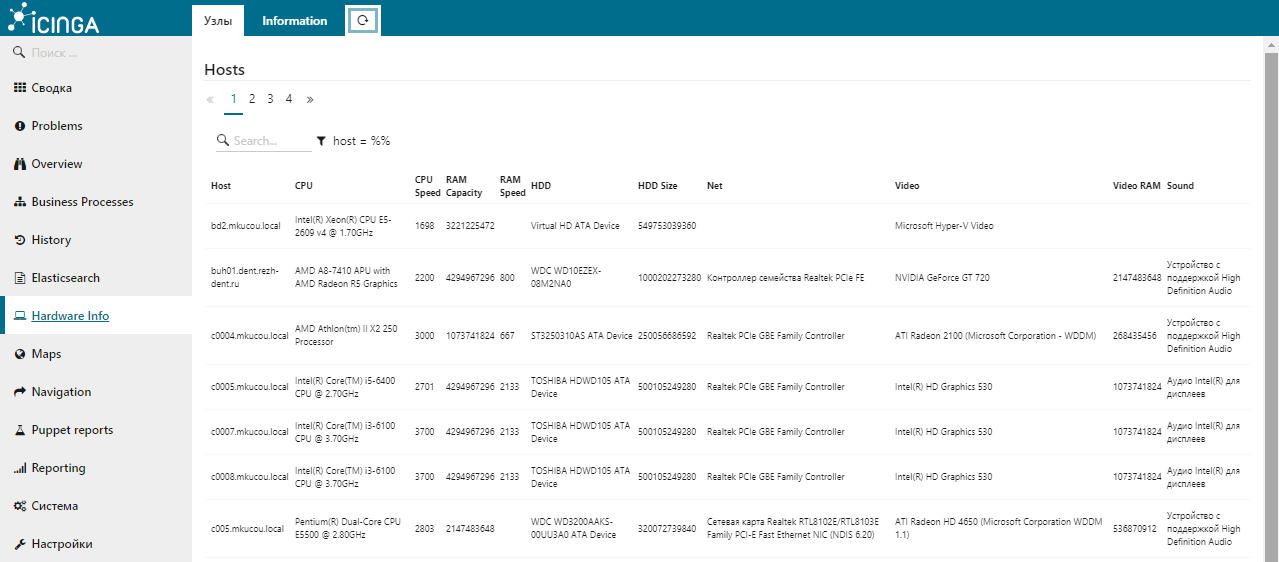 iCINGA
Узлы
Information
Поиск ...
Сводка
Problems
Overview
Business Processes
History
Elasticsearch
Hardware Info
Maps
Navigation
Puppet reports
Reporting
Система
Настройки
Hosts
« 1 2 3 4 »
Search... host = %%
Host CPU CPU Speed RAM Capacity RAM Speed HDD HDD Size Net Video Video RAM Sound
bd2.mkucou.local Intel(R) Xeon(R) CPU E5-2609 v4 @ 1.70GHz 1698 3221225472 Virtual HD ATA Device 549753039360 Microsoft Hyper-V Video
buh01.dent.rezh-dent.ru AMD A8-7410 APU with AMD Radeon R5 Graphics 2200 4294967296 800 WDC WD10EZEX-08M2NA0 1000202273280 Контроллер семейства Realtek PCIe FE NVIDIA GeForce GT 720 2147483648 Устройство с поддержкой High Definition Audio
c0004.mkucou.local AMD Athlon(tm) II X2 250 Processor 3000 1073741824 667 ST3250310AS ATA Device 250056686592 Realtek PCIe GBE Family Controller ATI Radeon 2100 (Microsoft Corporation - WDDM) 268435456 Устройство с поддержкой High Definition Audio
c0005.mkucou.local Intel(R) Core(TM) i5-6400 CPU @ 2.70GHz 2701 4294967296 2133 TOSHIBA HDWD105 ATA Device 500105249280 Realtek PCIe GBE Family Controller Intel(R) HD Graphics 530 1073741824 Аудио Intel(R) для дисплеев
c0007.mkucou.local Intel(R) Core(TM) i3-6100 CPU @ 3.70GHz 3700 4294967296 2133 TOSHIBA HDWD105 ATA Device 500105249280 Realtek PCIe GBE Family Controller Intel(R) HD Graphics 530 1073741824 Аудио Intel(R) для дисплеев
c0008.mkucou.local Intel(R) Core(TM) i3-6100 CPU @ 3.70GHz 3700 4294967296 2133 TOSHIBA HDWD105 ATA Device 500105249280 Realtek PCIe GBE Family Controller Intel(R) HD Graphics 530 1073741824 Аудио Intel(R) для дисплеев
c005.mkucou.local Pentium(R) Dual-Core CPU E5500 @ 2.80GHz 2803 2147483648 WDC WD3200AAKS-00UU3A0 ATA Device 320072739840 Сетевая карта Realtek RTL8102E/RTL8103E Family PCI-E Fast Ethernet NIC (NDIS 6.20) ATI Radeon HD 4650 (Microsoft Corporation WDDM 1.1) 536870912 Устройство с поддержкой High Definition Audio